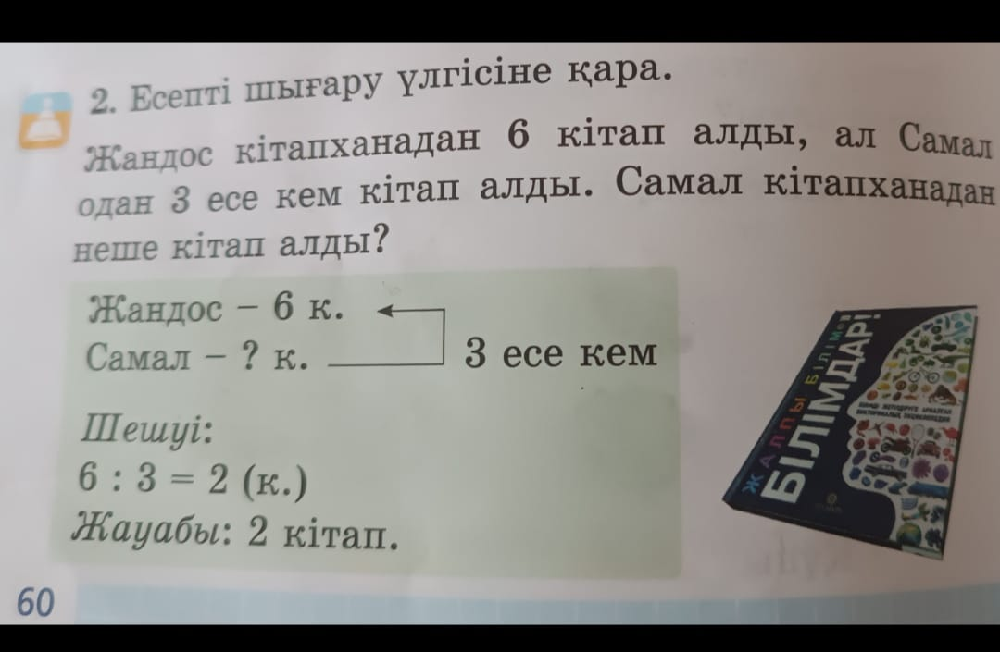 2. Есепті шығару үлгісіне қара.
Жандос кітапханадан 6 кітап алды, ал Самал
одан 3 есе кем кітап алды. Самал кітапханадан
неше кітап алды?
Жандос – 6 к.
Самал – ? к.
3 есе кем
Шешуі:
6 : 3 = 2 (к.)
Жауабы: 2 кітап.
ЖАЛПЫ БІЛІМ
БІЛІМДАР!
60